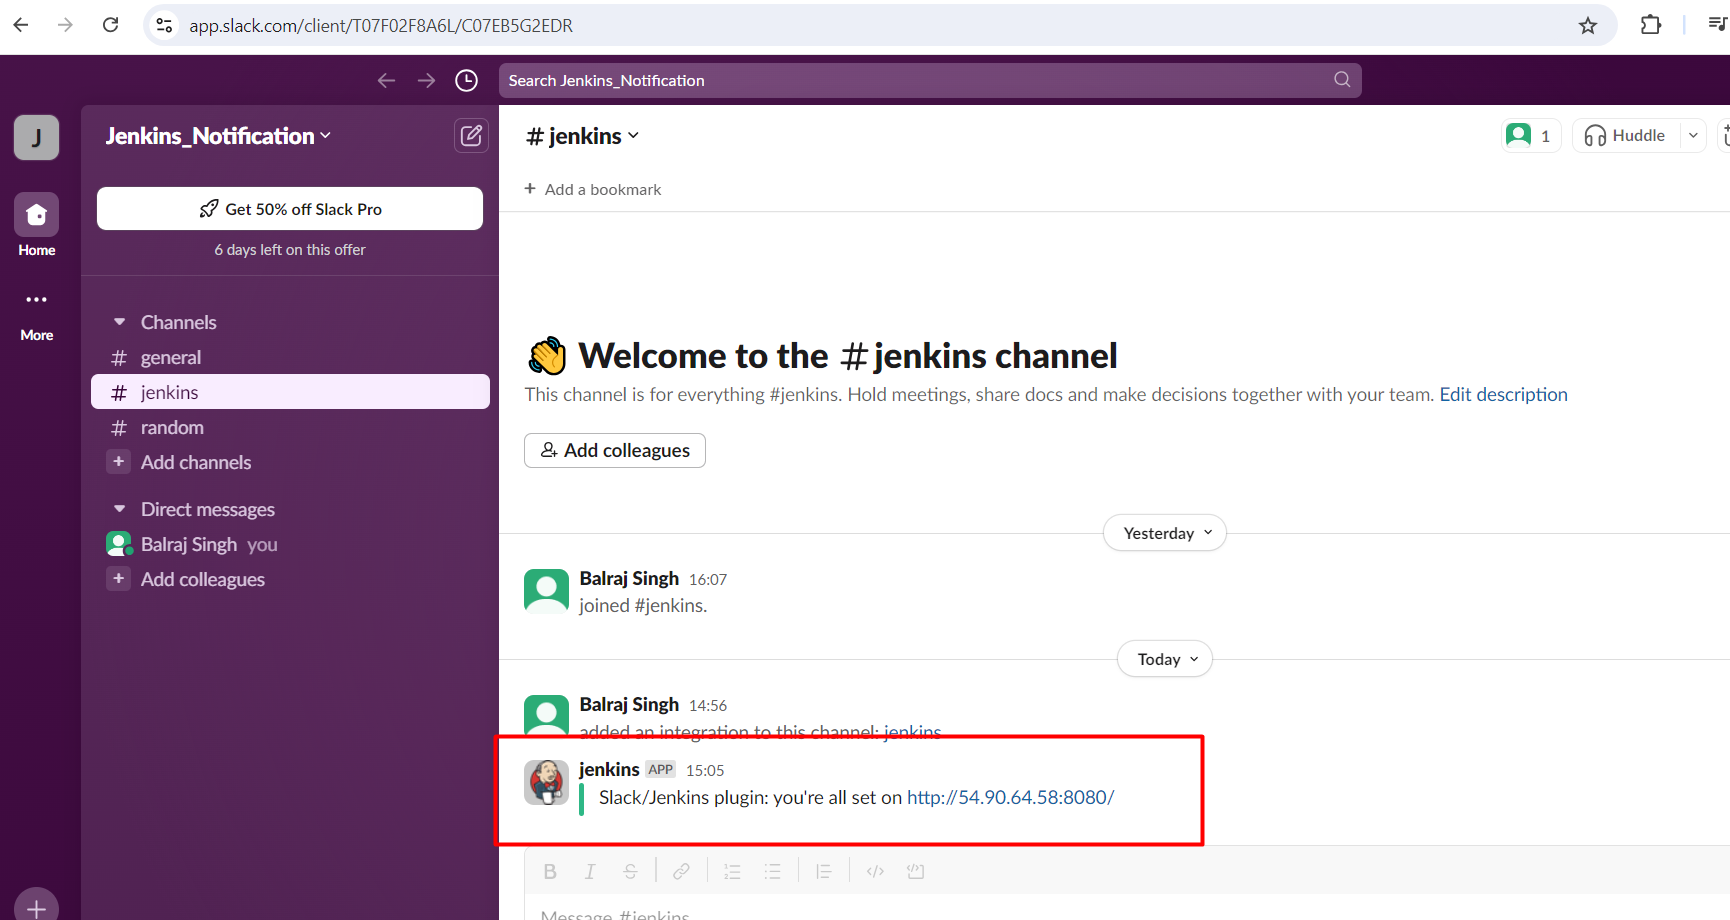 app.slack.com/client/T07F02F8A6L/C07EB5G2EDR
Search Jenkins_Notification
J
Home
More
Jenkins_Notification
Get 50% off Slack Pro
6 days left on this offer
Channels
# general
# jenkins
# random
+ Add channels
Direct messages
Balraj Singh you
+ Add colleagues
# jenkins
1
Huddle
+ Add a bookmark
Welcome to the # jenkins channel
This channel is for everything #jenkins. Hold meetings, share docs and make decisions together with your team. Edit description
Add colleagues
Yesterday
Balraj Singh 16:07
joined #jenkins.
Today
Balraj Singh 14:56
added an integration to this channel: jenkins
jenkins APP 15:05
Slack/Jenkins plugin: you're all set on http://54.90.64.58:8080/
B I S
Message #jenkins